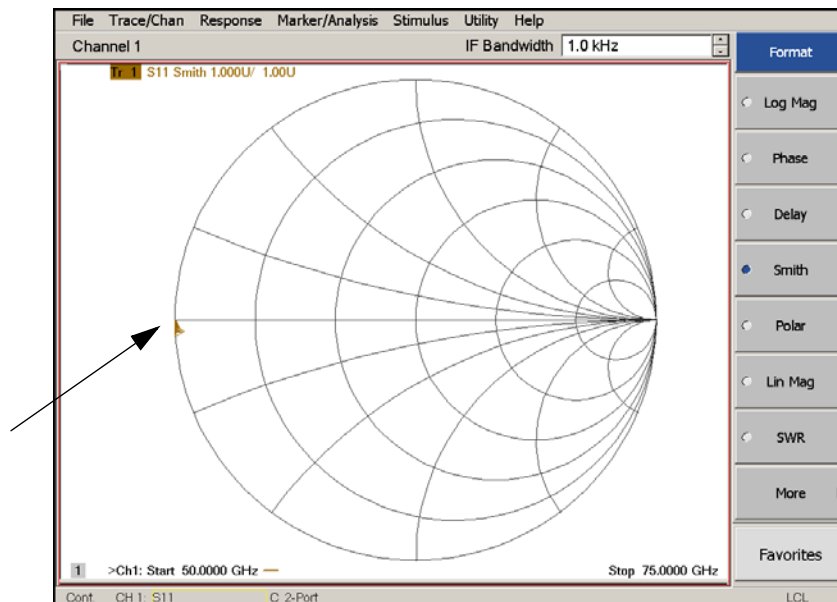 File Trace/Chan Response Marker/Analysis Stimulus Utility Help
Channel 1 IF Bandwidth 1.0 kHz
Format
Tr 1 S11 Smith 1.000U/ 1.00U
Log Mag
Phase
Delay
Smith
Polar
Lin Mag
SWR
More
Favorites
1 >Ch1: Start 50.0000 GHz Stop 75.0000 GHz
Cont. CH 1: S11 C 2-Port LCL